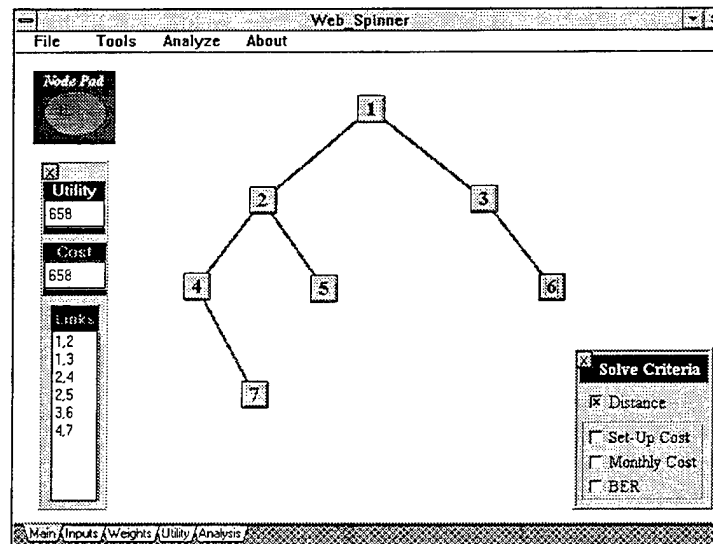 Web_Spinner
File Tools Analyze About
Node Pad
1
2
3
4
5
6
7
Utility
658
Cost
658
Links
1,2
1,3
2,4
2,5
3,6
4,7
Solve Criteria
Distance
Set-Up Cost
Monthly Cost
BER
Main Inputs Weights Utility Analysis